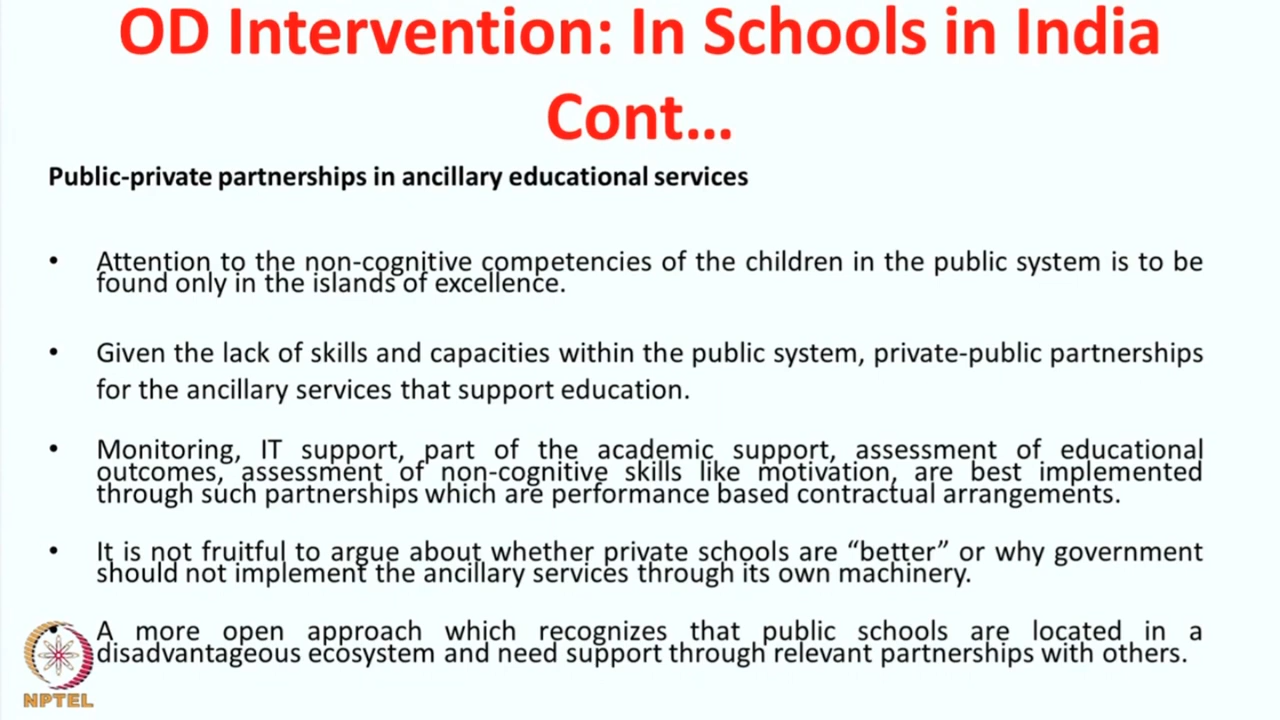 OD Intervention: In Schools in India
Cont...
Public-private partnerships in ancillary educational services
• Attention to the non-cognitive competencies of the children in the public system is to be
found only in the islands of excellence.
• Given the lack of skills and capacities within the public system, private-public partnerships
for the ancillary services that support education.
• Monitoring, IT support, part of the academic support, assessment of educational
outcomes, assessment of non-cognitive skills like motivation, are best implemented
through such partnerships which are performance based contractual arrangements.
• It is not fruitful to argue about whether private schools are “better” or why government
should not implement the ancillary services through its own machinery.
A more open approach which recognizes that public schools are located in a
disadvantageous ecosystem and need support through relevant partnerships with others.
NPTEL